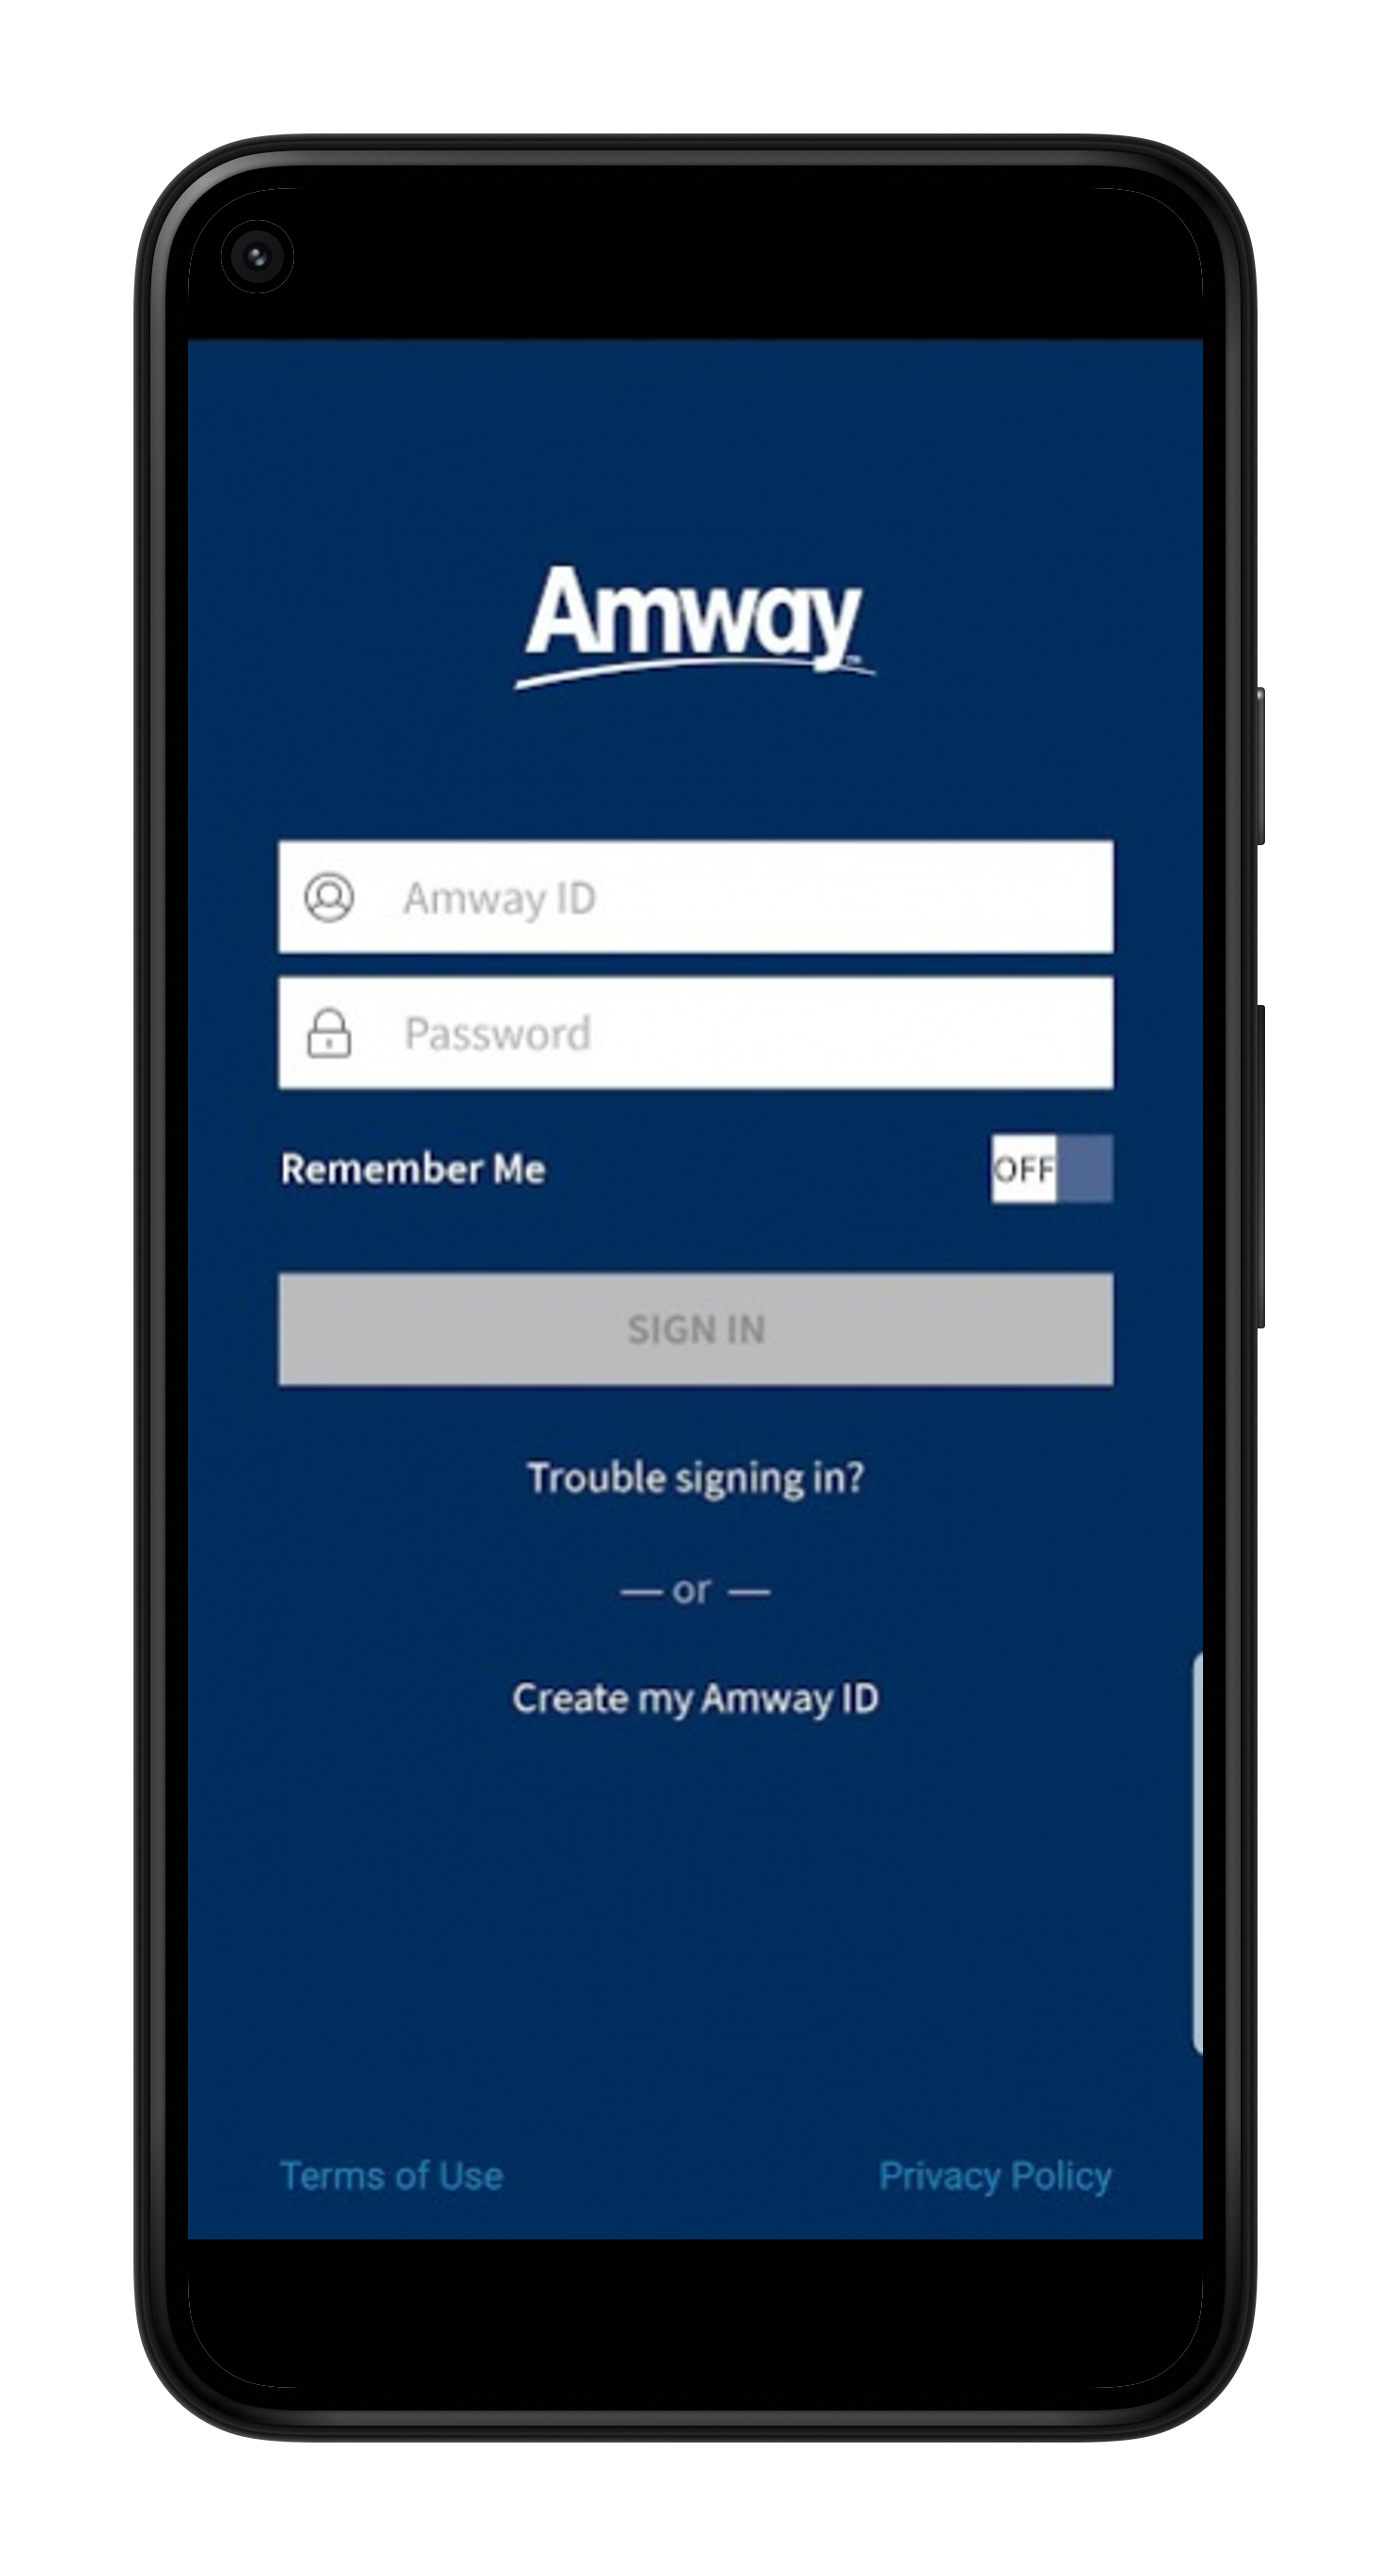 Amway
Amway ID
Password
Remember Me
OFF
SIGN IN
Trouble signing in?
— or —
Create my Amway ID
Terms of Use
Privacy Policy